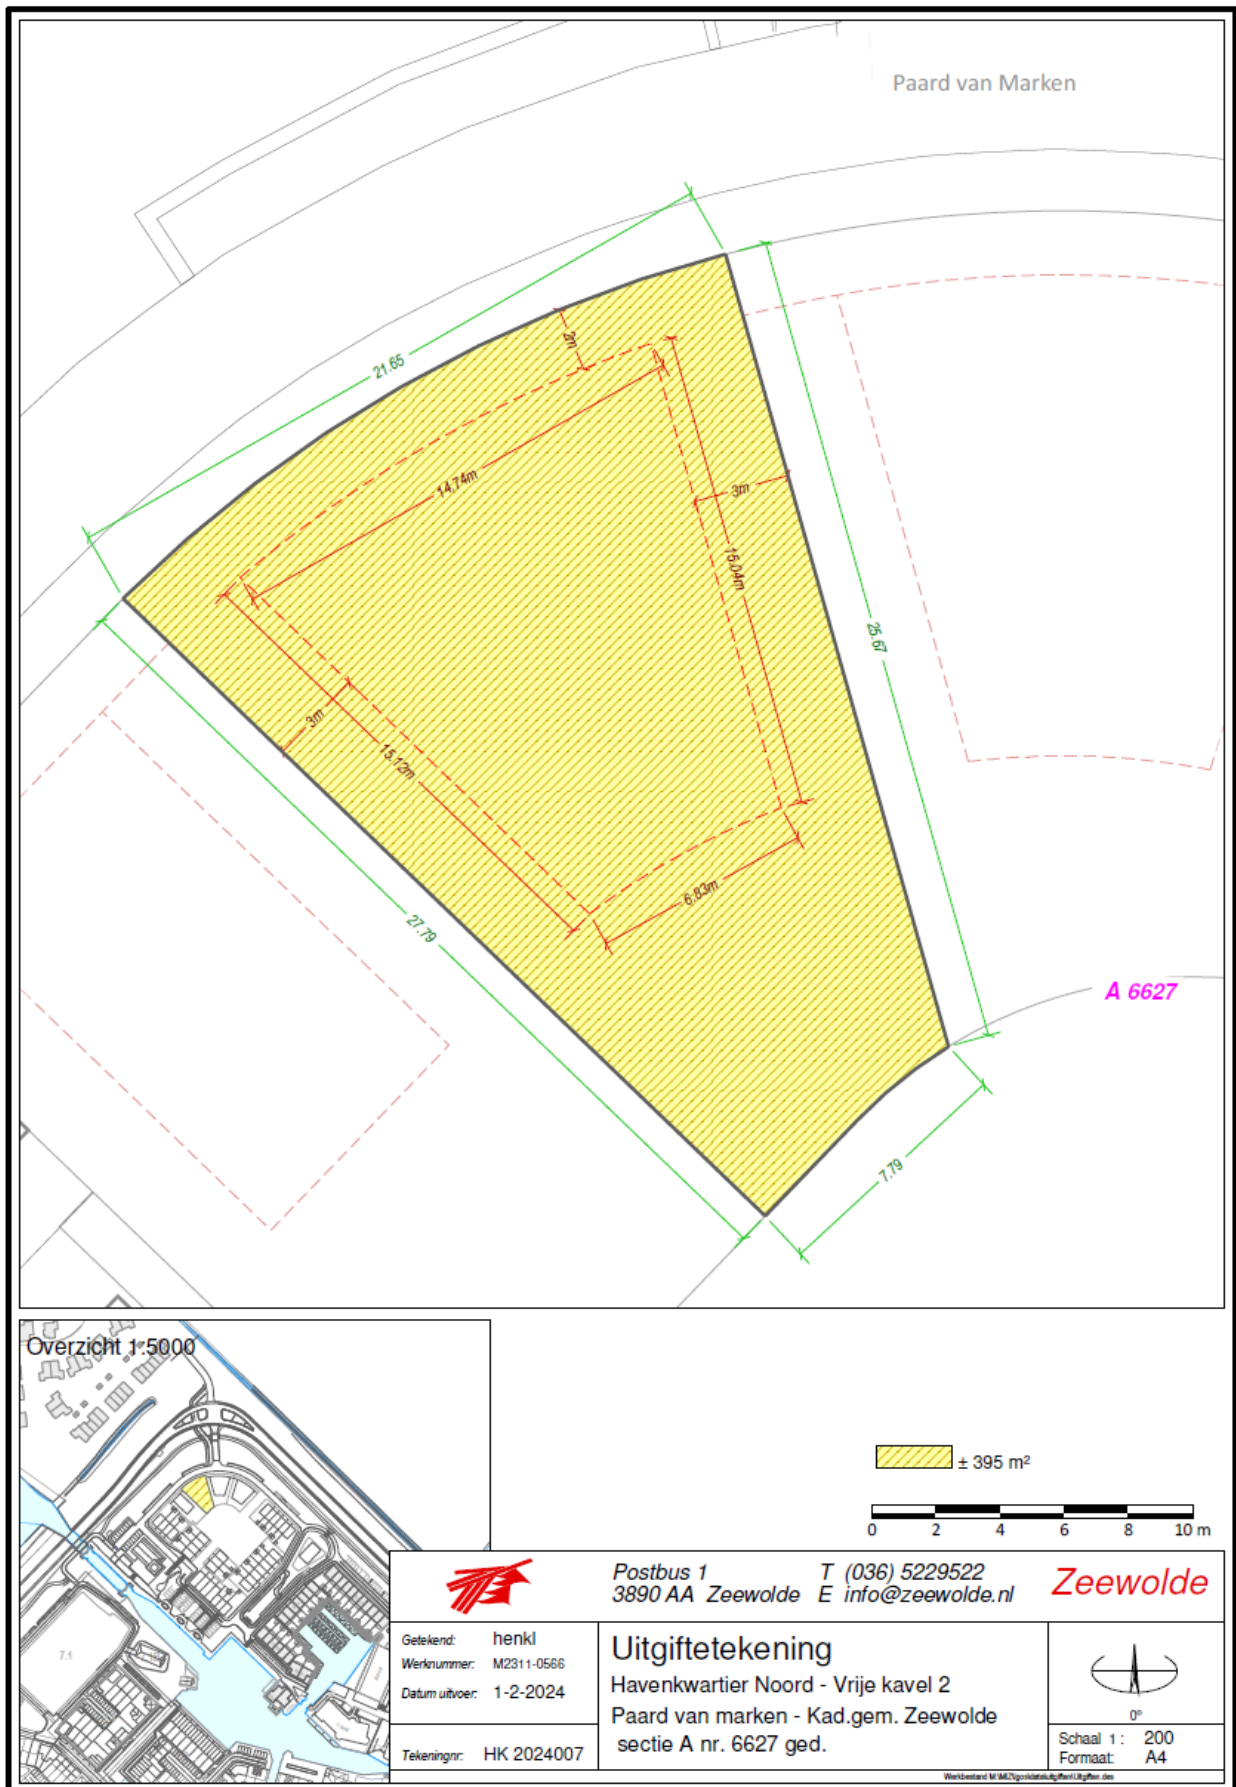 Paard van Marken
21.65
2m
14.74m
3m
15.04m
25.67
3m
15.12m
6.83m
27.79
A 6627
7.79
Overzicht 1:5000
± 395 m²
0 2 4 6 8 10 m
7.1
Postbus 1 T (036) 5229522
3890 AA Zeewolde E info@zeewolde.nl
Zeewolde
Getekend: henkl
Werknummer: M2311-0566
Datum uitvoer: 1-2-2024
Tekeningnr: HK 2024007
Uitgiftetekening
Havenkwartier Noord - Vrije kavel 2
Paard van marken - Kad.gem. Zeewolde
sectie A nr. 6627 ged.
0°
Schaal 1 : 200
Formaat: A4